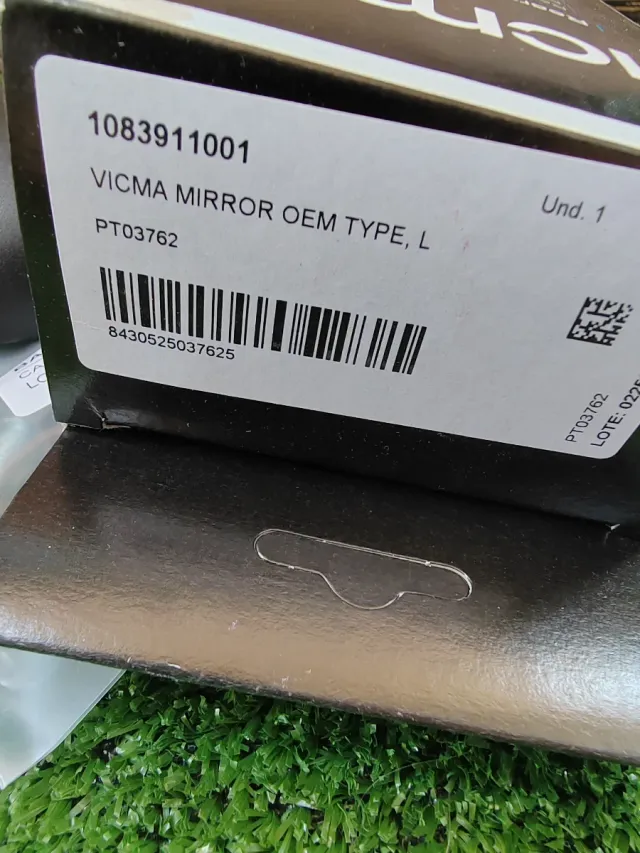 1083911001
VICMA MIRROR OEM TYPE, L
Und. 1
PT03762
8430525037625
PT03762
LOTE: